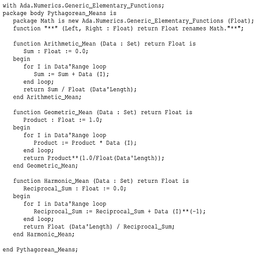 with Ada.Numerics.Generic_Elementary_Functions;
package body Pythagorean_Means is
package Math is new Ada.Numerics.Generic_Elementary_Functions (Float);
function "**" (Left, Right : Float) return Float renames Math."**";
function Arithmetic_Mean (Data : Set) return Float is
Sum : Float := 0.0;
begin
for I in Data'Range loop
Sum := Sum + Data (I);
end loop;
return Sum / Float (Data'Length);
end Arithmetic_Mean;
function Geometric_Mean (Data : Set) return Float is
Product : Float := 1.0;
begin
for I in Data'Range loop
Product := Product * Data (I);
end loop;
return Product**(1.0/Float(Data'Length));
end Geometric_Mean;
function Harmonic_Mean (Data : Set) return Float is
Reciprocal_Sum : Float := 0.0;
begin
for I in Data'Range loop
Reciprocal_Sum := Reciprocal_Sum + Data (I)**(-1);
end loop;
return Float (Data'Length) / Reciprocal_Sum;
end Harmonic_Mean;
end Pythagorean_Means;